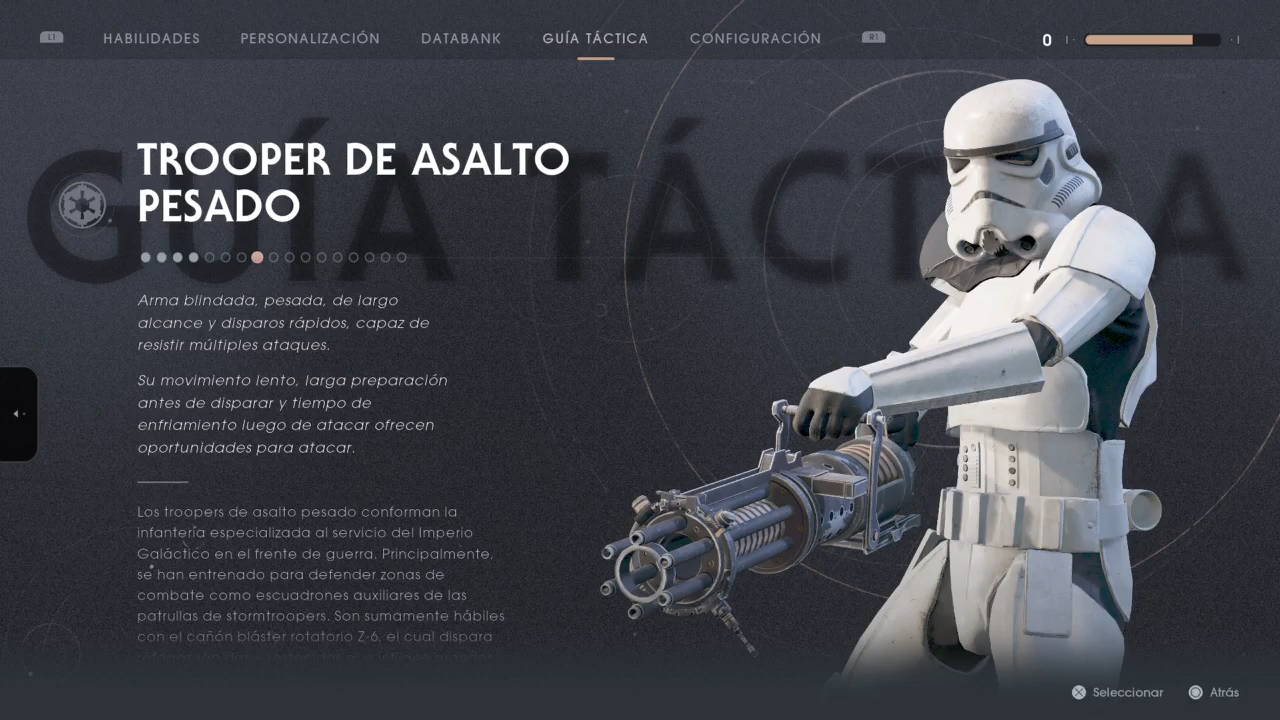 L1
HABILIDADES
PERSONALIZACIÓN
DATABANK
GUÍA TÁCTICA
CONFIGURACIÓN
R1
0
GUÍA TÁCTICA
TROOPER DE ASALTO
PESADO
Arma blindada, pesada, de largo
alcance y disparos rápidos, capaz de
resistir múltiples ataques.
Su movimiento lento, larga preparación
antes de disparar y tiempo de
enfriamiento luego de atacar ofrecen
oportunidades para atacar.
Los troopers de asalto pesado conforman la
infantería especializada al servicio del Imperio
Galáctico en el frente de guerra. Principalmente,
se han entrenado para defender zonas de
combate como escuadrones auxiliares de las
patrullas de stormtroopers. Son sumamente hábiles
con el cañón bláster rotatorio Z-6, el cual dispara
Seleccionar
Atrás